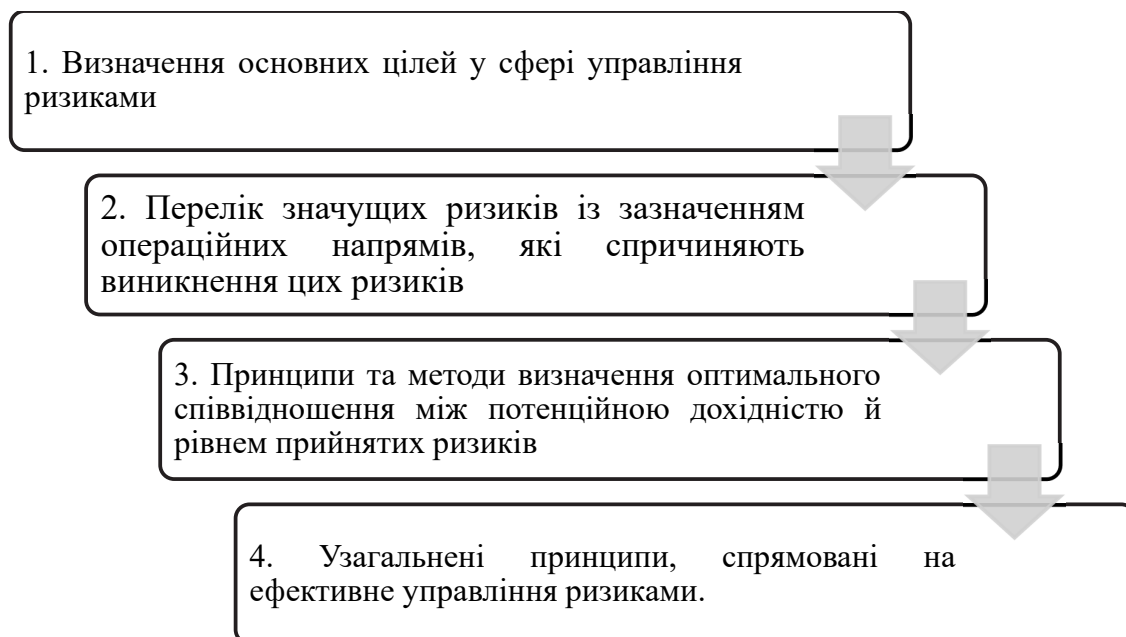 1. Визначення основних цілей у сфері управління
ризиками
2. Перелік значущих ризиків із зазначенням
операційних напрямів, які спричиняють
виникнення цих ризиків
3. Принципи та методи визначення оптимального
співвідношення між потенційною дохідністю й
рівнем прийнятих ризиків
4. Узагальнені принципи, спрямовані на
ефективне управління ризиками.